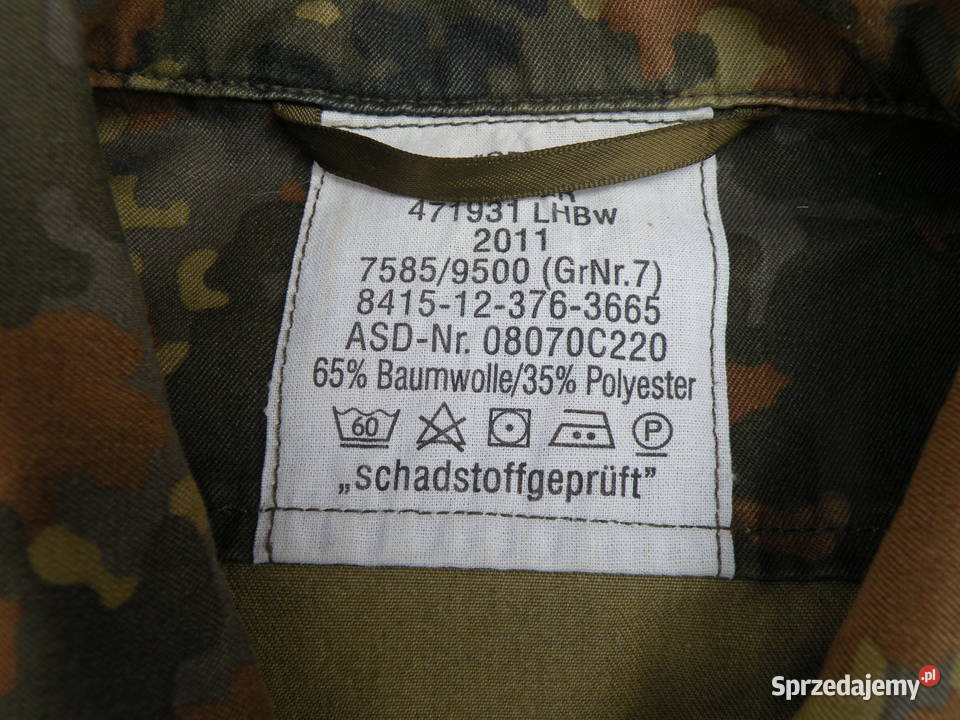 471931 LHBw
2011
7585/9500 (GrNr.7)
8415-12-376-3665
ASD-Nr. 08070C220
65% Baumwolle/35% Polyester
60 P
„schadstoffgeprüft”
Sprzedajemy.pl